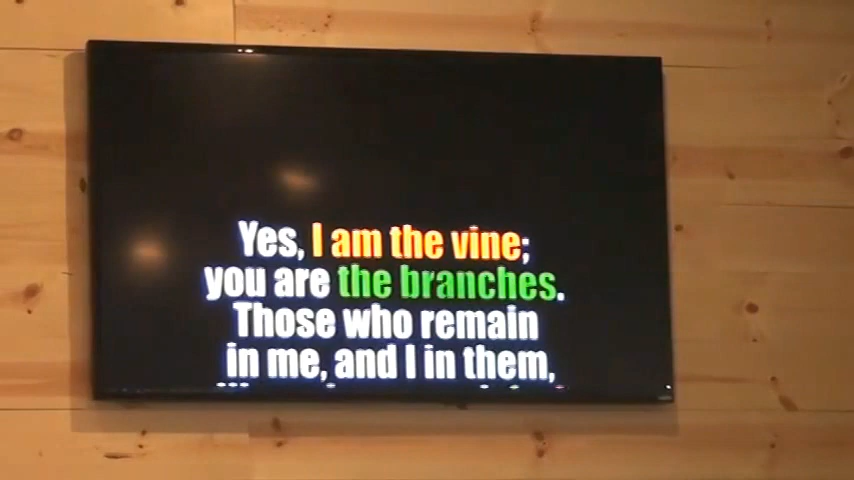 Yes, I am the vine;
you are the branches.
Those who remain
in me, and I in them,